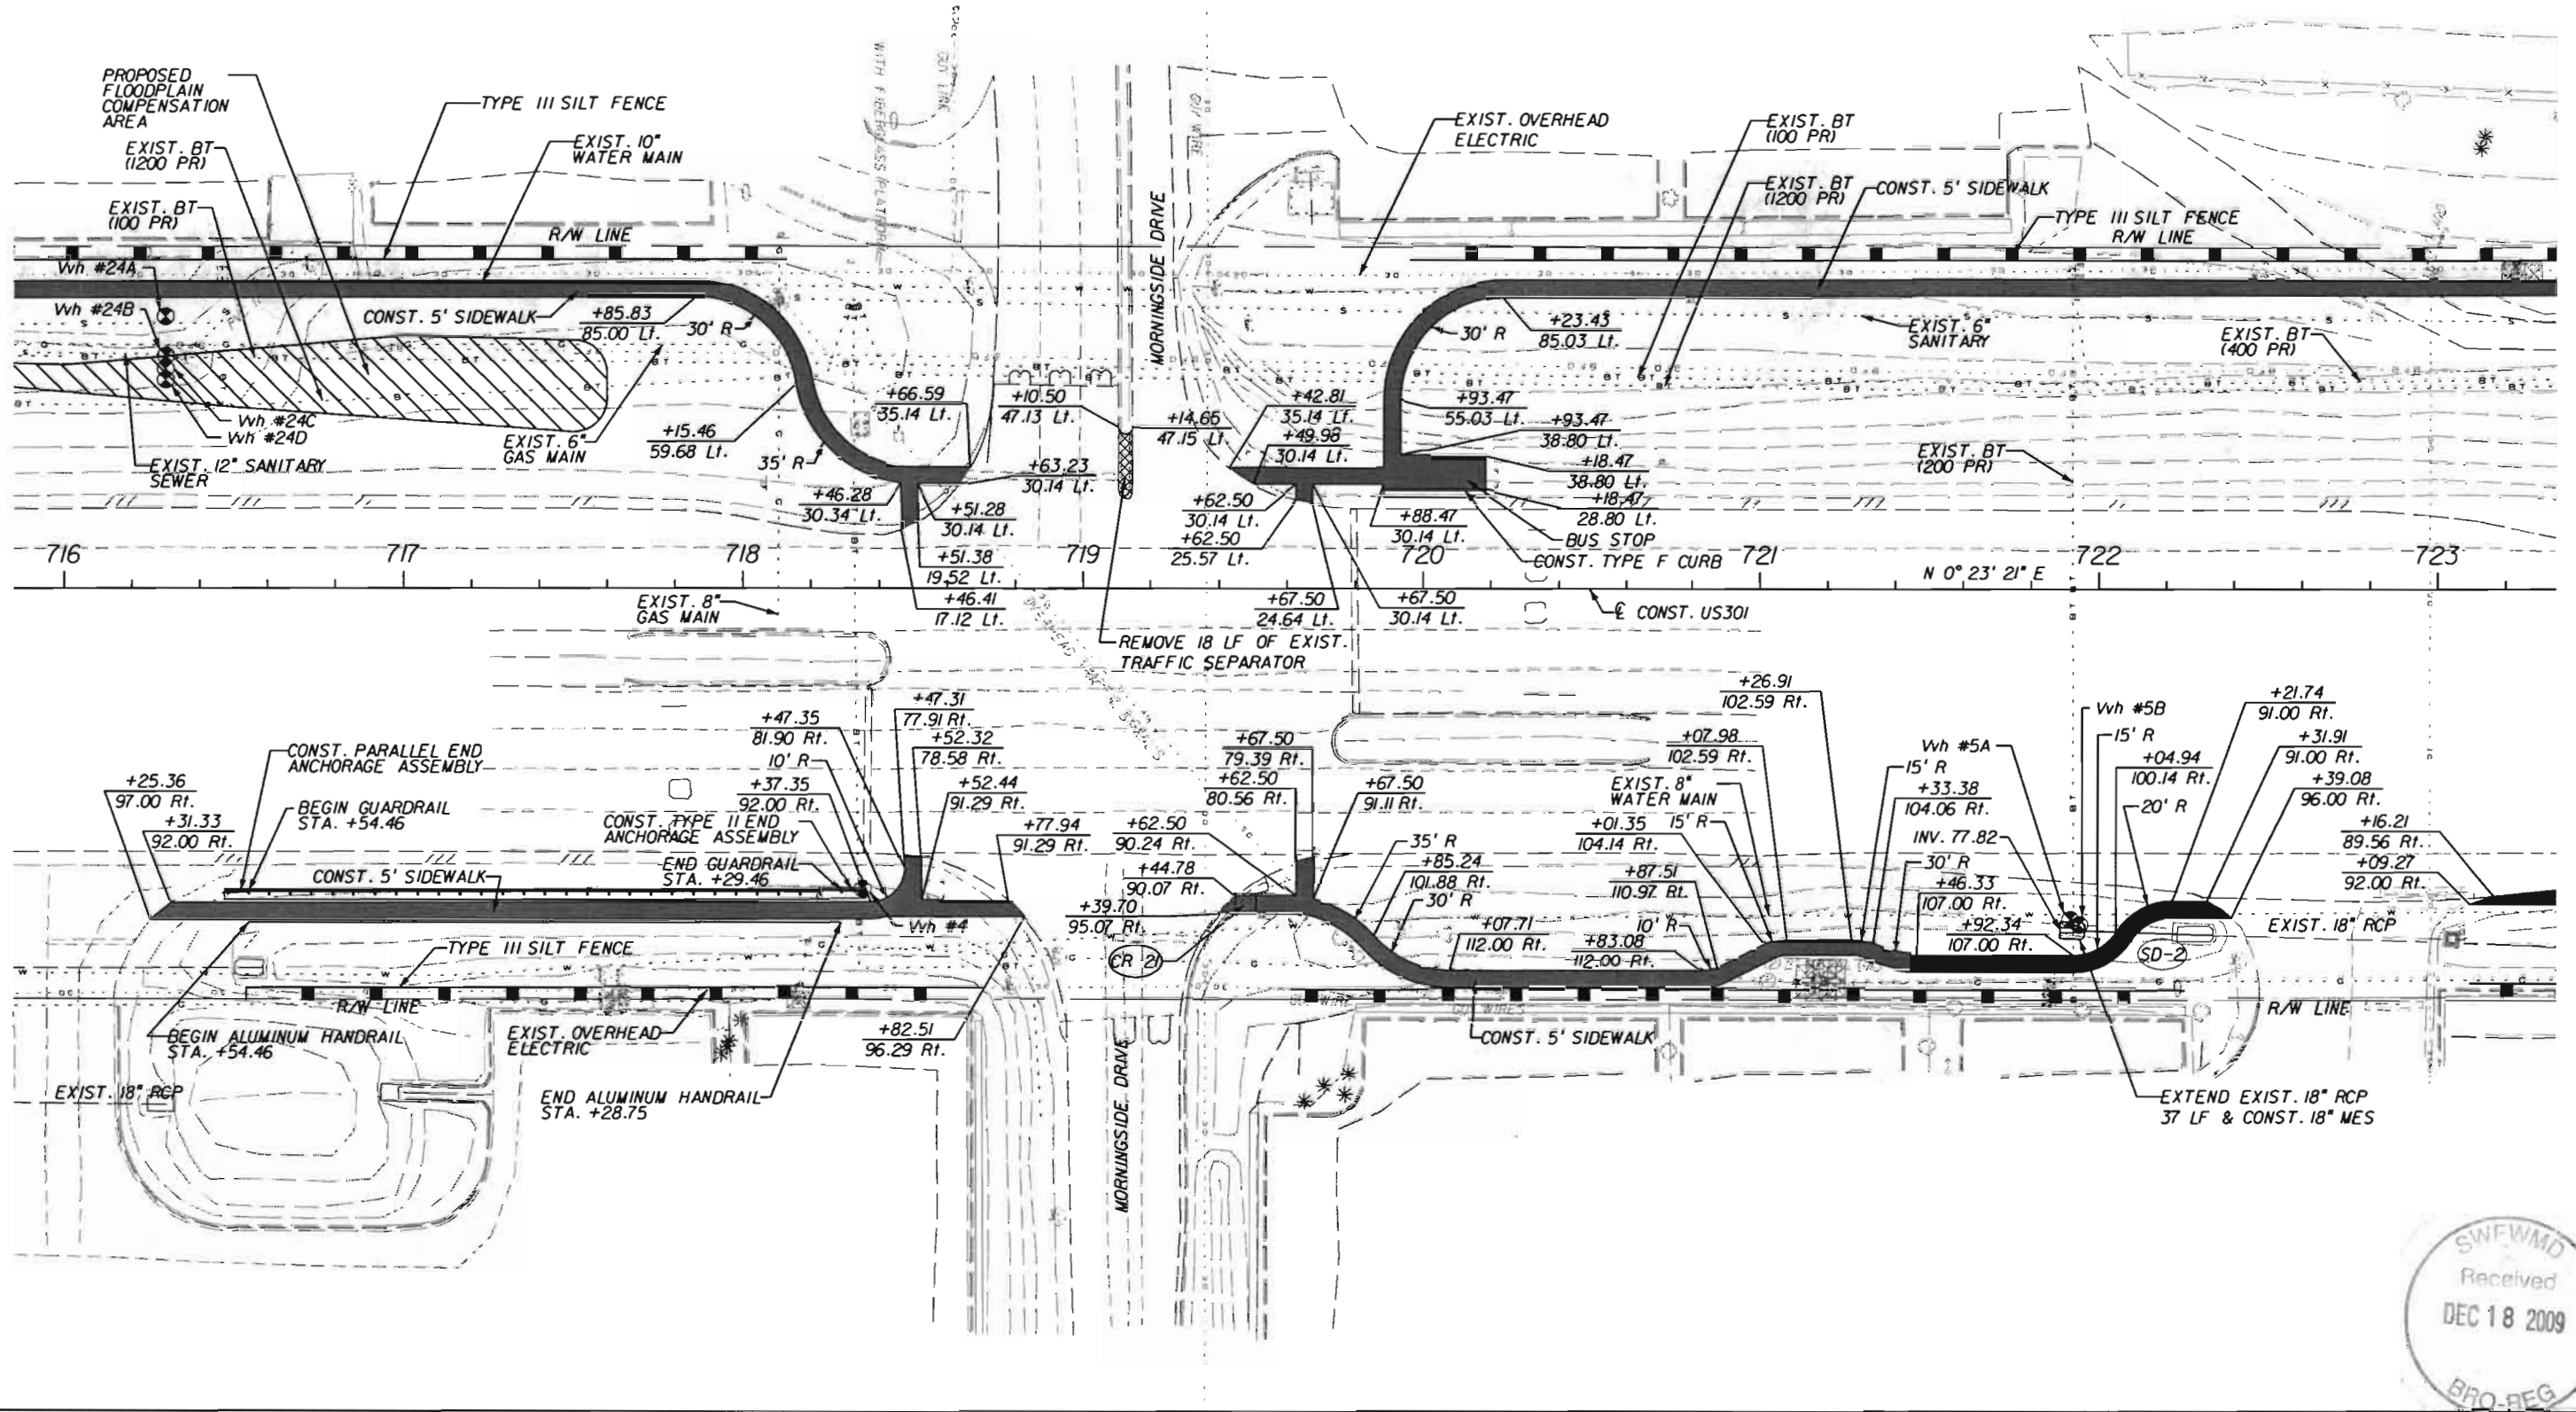 PROPOSED
FLOODPLAIN
COMPENSATION
AREA
TYPE III SILT FENCE
EXIST. 10"
WATER MAIN
EXIST. BT
(1200 PR)
EXIST. BT
(100 PR)
R/W LINE
Vvh #24A
Vvh #24B
CONST. 5' SIDEWALK
+85.83
85.00 Lt.
30' R
Vvh #24C
Vvh #24D
EXIST. 12" SANITARY
SEWER
EXIST. 6"
GAS MAIN
+15.46
59.68 Lt.
35' R
+66.59
35.14 Lt.
+10.50
47.13 Lt.
+14.65
47.15 Lt.
+63.23
30.14 Lt.
+46.28
30.34 Lt.
+51.28
30.14 Lt.
+51.38
19.52 Lt.
+46.41
17.12 Lt.
GUY WIRE
MORNINGSIDE DRIVE
EXIST. OVERHEAD
ELECTRIC
EXIST. BT
(100 PR)
EXIST. BT
(1200 PR)
CONST. 5' SIDEWALK
TYPE III SILT FENCE
R/W LINE
30' R
+23.43
85.03 Lt.
EXIST. 6"
SANITARY
EXIST. BT
(400 PR)
+42.81
35.14 Lt.
+49.98
30.14 Lt.
+93.47
55.03 Lt.
+93.47
38.80 Lt.
+18.47
38.80 Lt.
+18.47
28.80 Lt.
EXIST. BT
(200 PR)
+62.50
30.14 Lt.
+62.50
25.57 Lt.
+88.47
30.14 Lt.
BUS STOP
CONST. TYPE F CURB
716 717 718 719 720 721 722 723
N 0° 23' 21" E
EXIST. 8"
GAS MAIN
+67.50
24.64 Lt.
+67.50
30.14 Lt.
℄ CONST. US301
REMOVE 18 LF OF EXIST.
TRAFFIC SEPARATOR
+25.36
97.00 Rt.
+31.33
92.00 Rt.
CONST. PARALLEL END
ANCHORAGE ASSEMBLY
BEGIN GUARDRAIL
STA. +54.46
CONST. 5' SIDEWALK
+47.35
81.90 Rt.
10' R
+37.35
92.00 Rt.
CONST. TYPE II END
ANCHORAGE ASSEMBLY
END GUARDRAIL
STA. +29.46
+47.31
77.91 Rt.
+52.32
78.58 Rt.
+52.44
91.29 Rt.
+77.94
91.29 Rt.
Vvh #4
TYPE III SILT FENCE
R/W LINE
BEGIN ALUMINUM HANDRAIL
STA. +54.46
EXIST. OVERHEAD
ELECTRIC
+82.51
96.29 Rt.
EXIST. 18" RCP
END ALUMINUM HANDRAIL
STA. +28.75
MORNINGSIDE DRIVE
+67.50
79.39 Rt.
+62.50
80.56 Rt.
+67.50
91.11 Rt.
+62.50
90.24 Rt.
+44.78
90.07 Rt.
+39.70
95.07 Rt.
CR 21
35' R
+85.24
101.88 Rt.
30' R
+07.71
112.00 Rt.
+83.08
112.00 Rt.
10' R
+87.51
110.97 Rt.
+01.35
104.14 Rt.
15' R
EXIST. 8"
WATER MAIN
+07.98
102.59 Rt.
+26.91
102.59 Rt.
15' R
+33.38
104.06 Rt.
30' R
+46.33
107.00 Rt.
+92.34
107.00 Rt.
INV. 77.82
Vvh #5A
Vvh #5B
15' R
+04.94
100.14 Rt.
20' R
+21.74
91.00 Rt.
+31.91
91.00 Rt.
+39.08
96.00 Rt.
+16.21
89.56 Rt.
+09.27
92.00 Rt.
EXIST. 18" RCP
SD-2
R/W LINE
CONST. 5' SIDEWALK
EXTEND EXIST. 18" RCP
37 LF & CONST. 18" MES
SWFWMD
Received
DEC 18 2009
BRO-REG